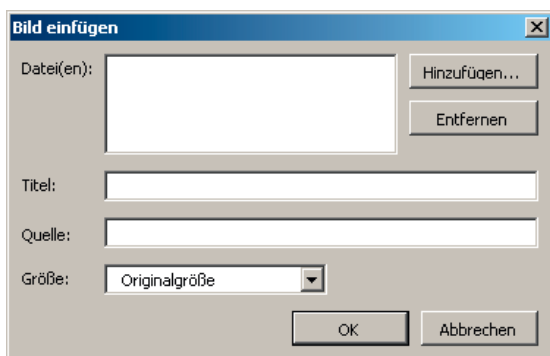 Bild einfügen
Datei(en):
Hinzufügen...
Entfernen
Titel:
Quelle:
Größe:
Originalgröße
OK
Abbrechen